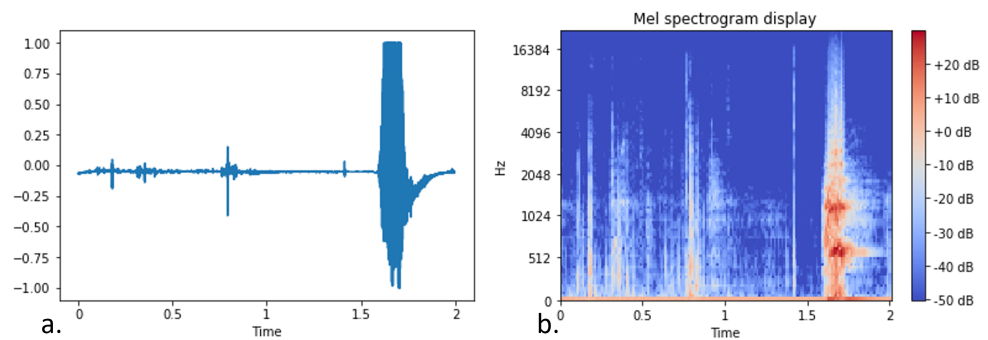 Mel spectrogram display
1.00
0.75
0.50
0.25
0.00
−0.25
−0.50
−0.75
−1.00
0 0.5 1 1.5 2
Time
a.
Hz
16384
8192
4096
2048
1024
512
0
0 0.5 1 1.5 2
Time
b.
+20 dB
+10 dB
+0 dB
-10 dB
-20 dB
-30 dB
-40 dB
-50 dB